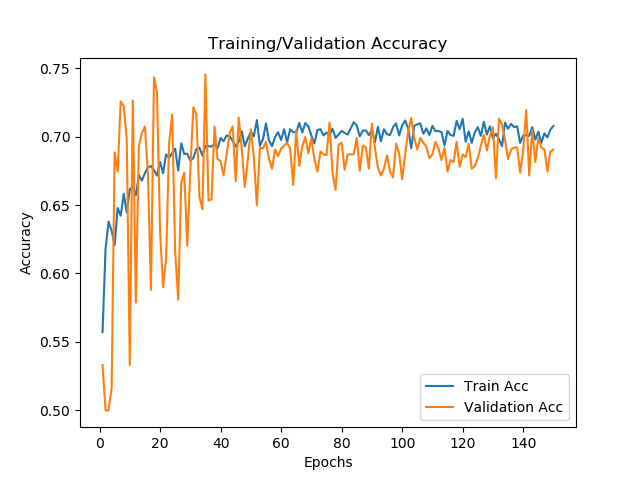 Training/Validation Accuracy
0.75
0.70
0.65
0.60
0.55
0.50
Accuracy
Train Acc
Validation Acc
0 20 40 60 80 100 120 140
Epochs